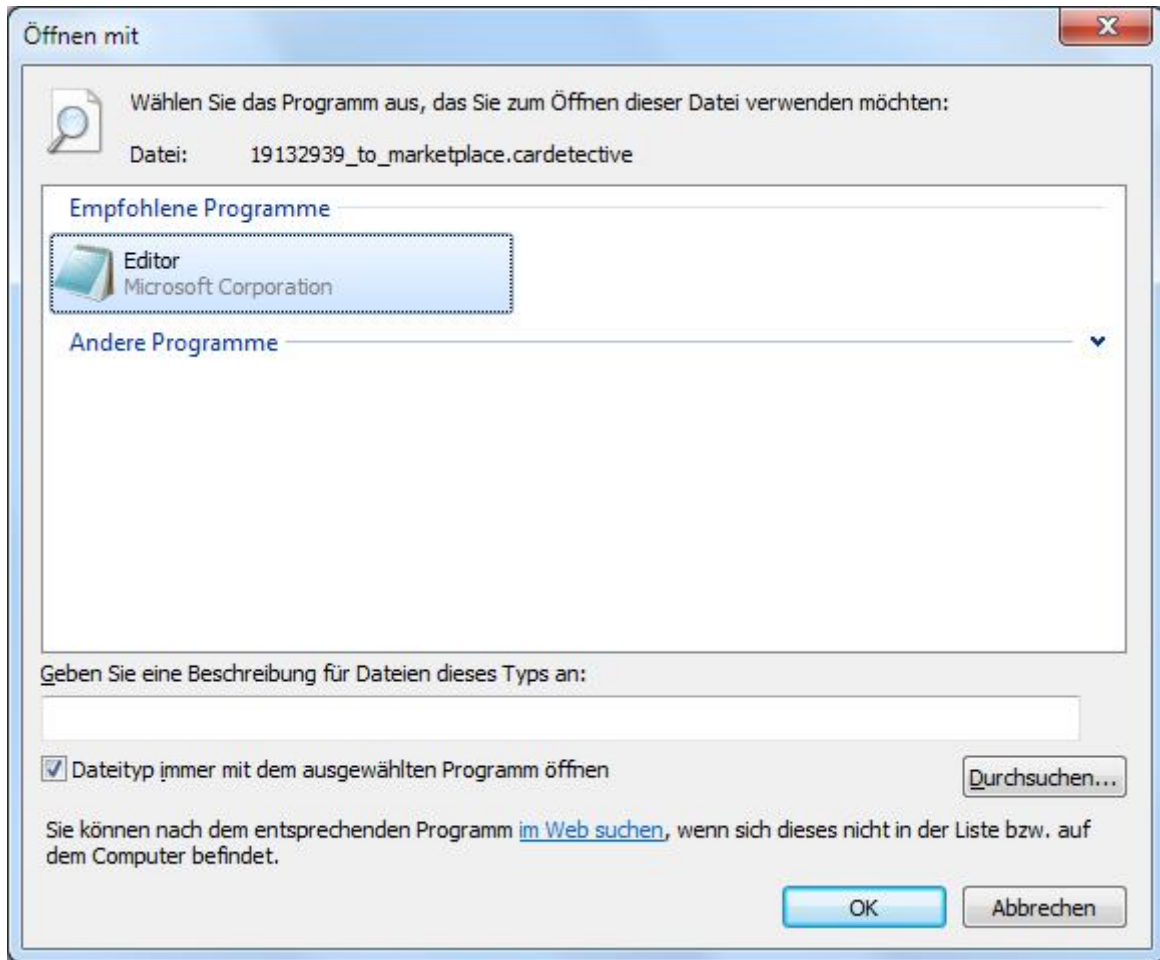 Öffnen mit
Wählen Sie das Programm aus, das Sie zum Öffnen dieser Datei verwenden möchten:
Datei: 19132939_to_marketplace.cardetective
Empfohlene Programme
Editor
Microsoft Corporation
Andere Programme
Geben Sie eine Beschreibung für Dateien dieses Typs an:
Dateityp immer mit dem ausgewählten Programm öffnen
Durchsuchen...
Sie können nach dem entsprechenden Programm im Web suchen, wenn sich dieses nicht in der Liste bzw. auf
dem Computer befindet.
OK
Abbrechen